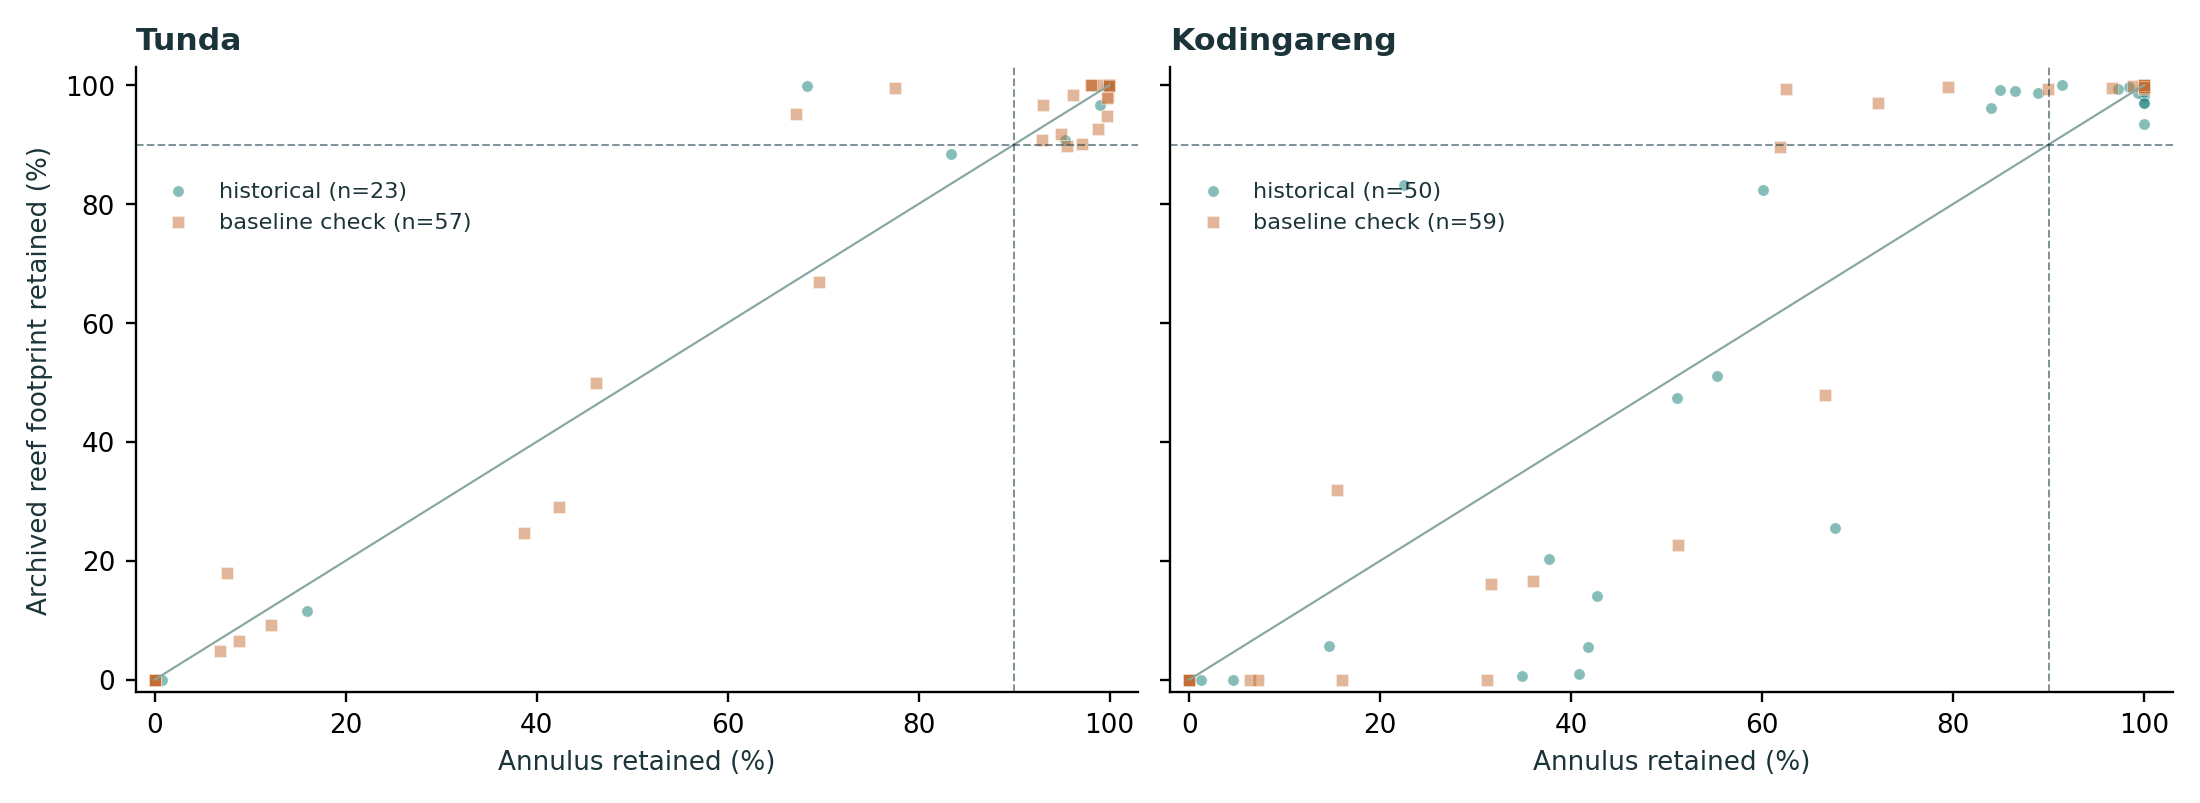 Tunda
Kodingareng
Archived reef footprint retained (%)
100
80
60
40
20
0
historical (n=23)
baseline check (n=57)
historical (n=50)
baseline check (n=59)
0 20 40 60 80 100
0 20 40 60 80 100
Annulus retained (%)
Annulus retained (%)